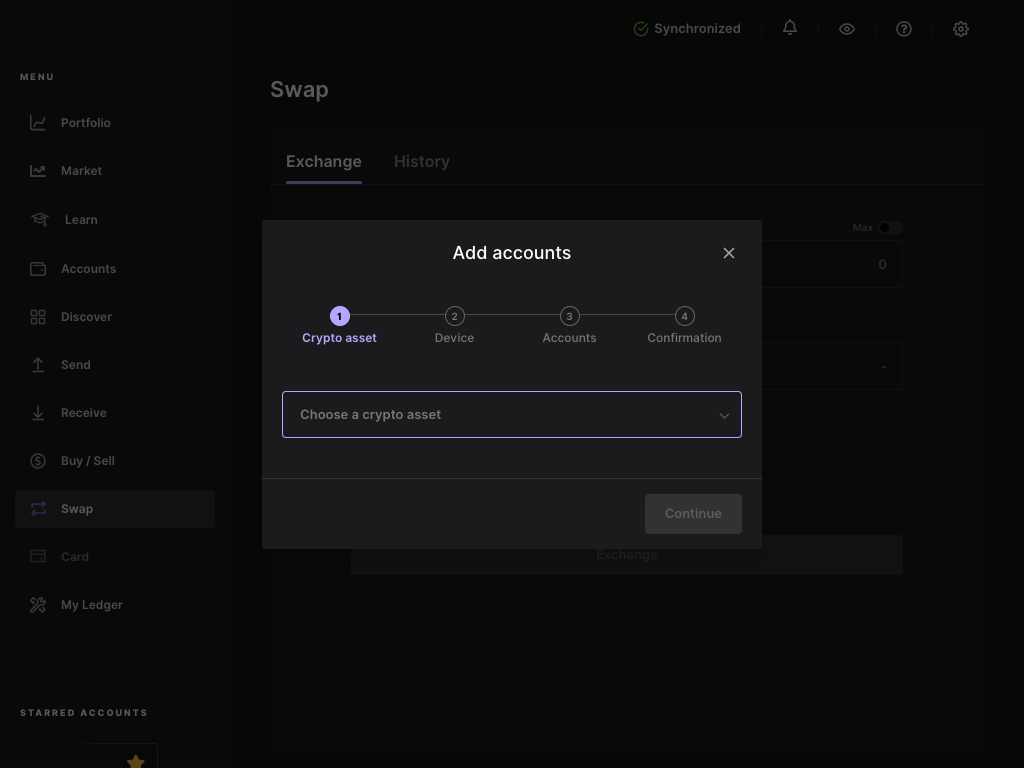 Synchronized
MENU
Portfolio
Market
Learn
Accounts
Discover
Send
Receive
Buy / Sell
Swap
Card
My Ledger
STARRED ACCOUNTS
Swap
Exchange
History
Max
0
-
Add accounts
1
2
3
4
Crypto asset
Device
Accounts
Confirmation
Choose a crypto asset
Continue
Exchange